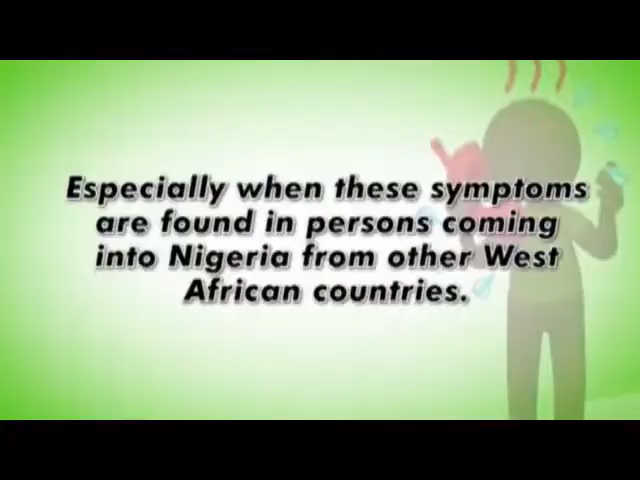 Especially when these symptoms
are found in persons coming
into Nigeria from other West
African countries.